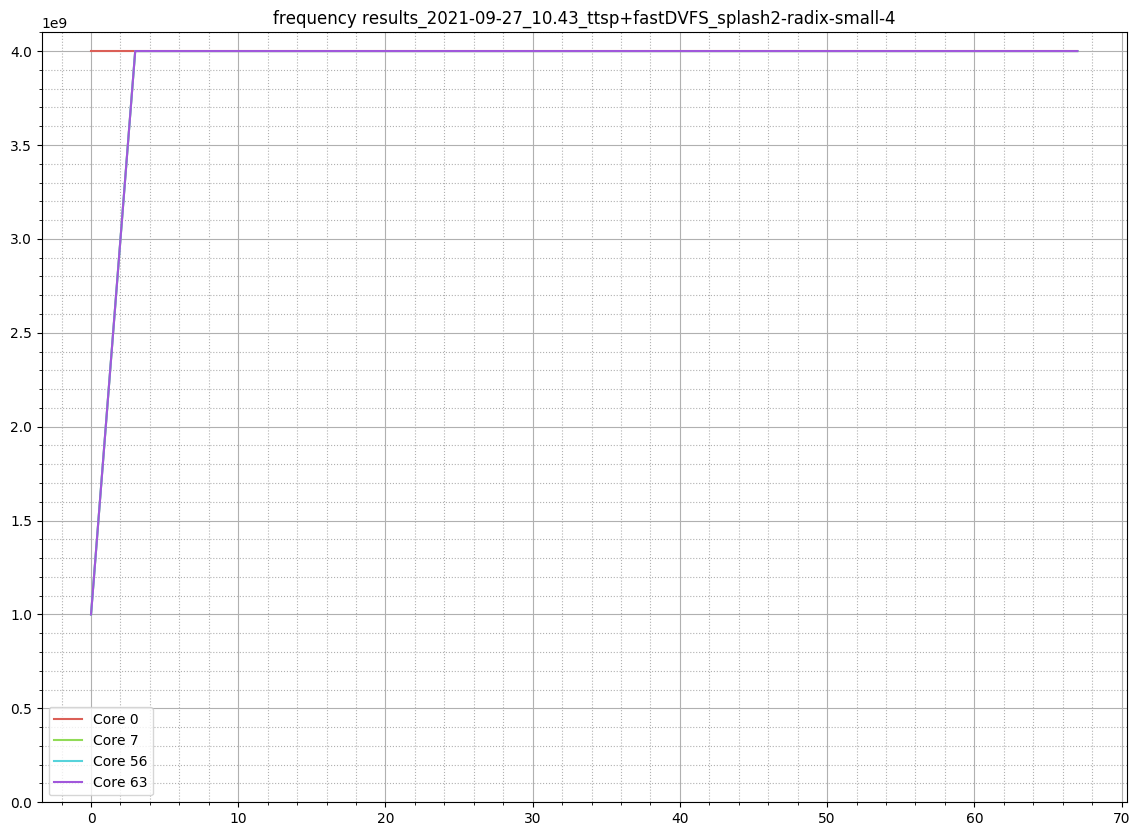 frequency results_2021-09-27_10.43_ttsp+fastDVFS_splash2-radix-small-4
1e9
4.0
3.5
3.0
2.5
2.0
1.5
1.0
0.5
0.0
Core 0
Core 7
Core 56
Core 63
0 10 20 30 40 50 60 70